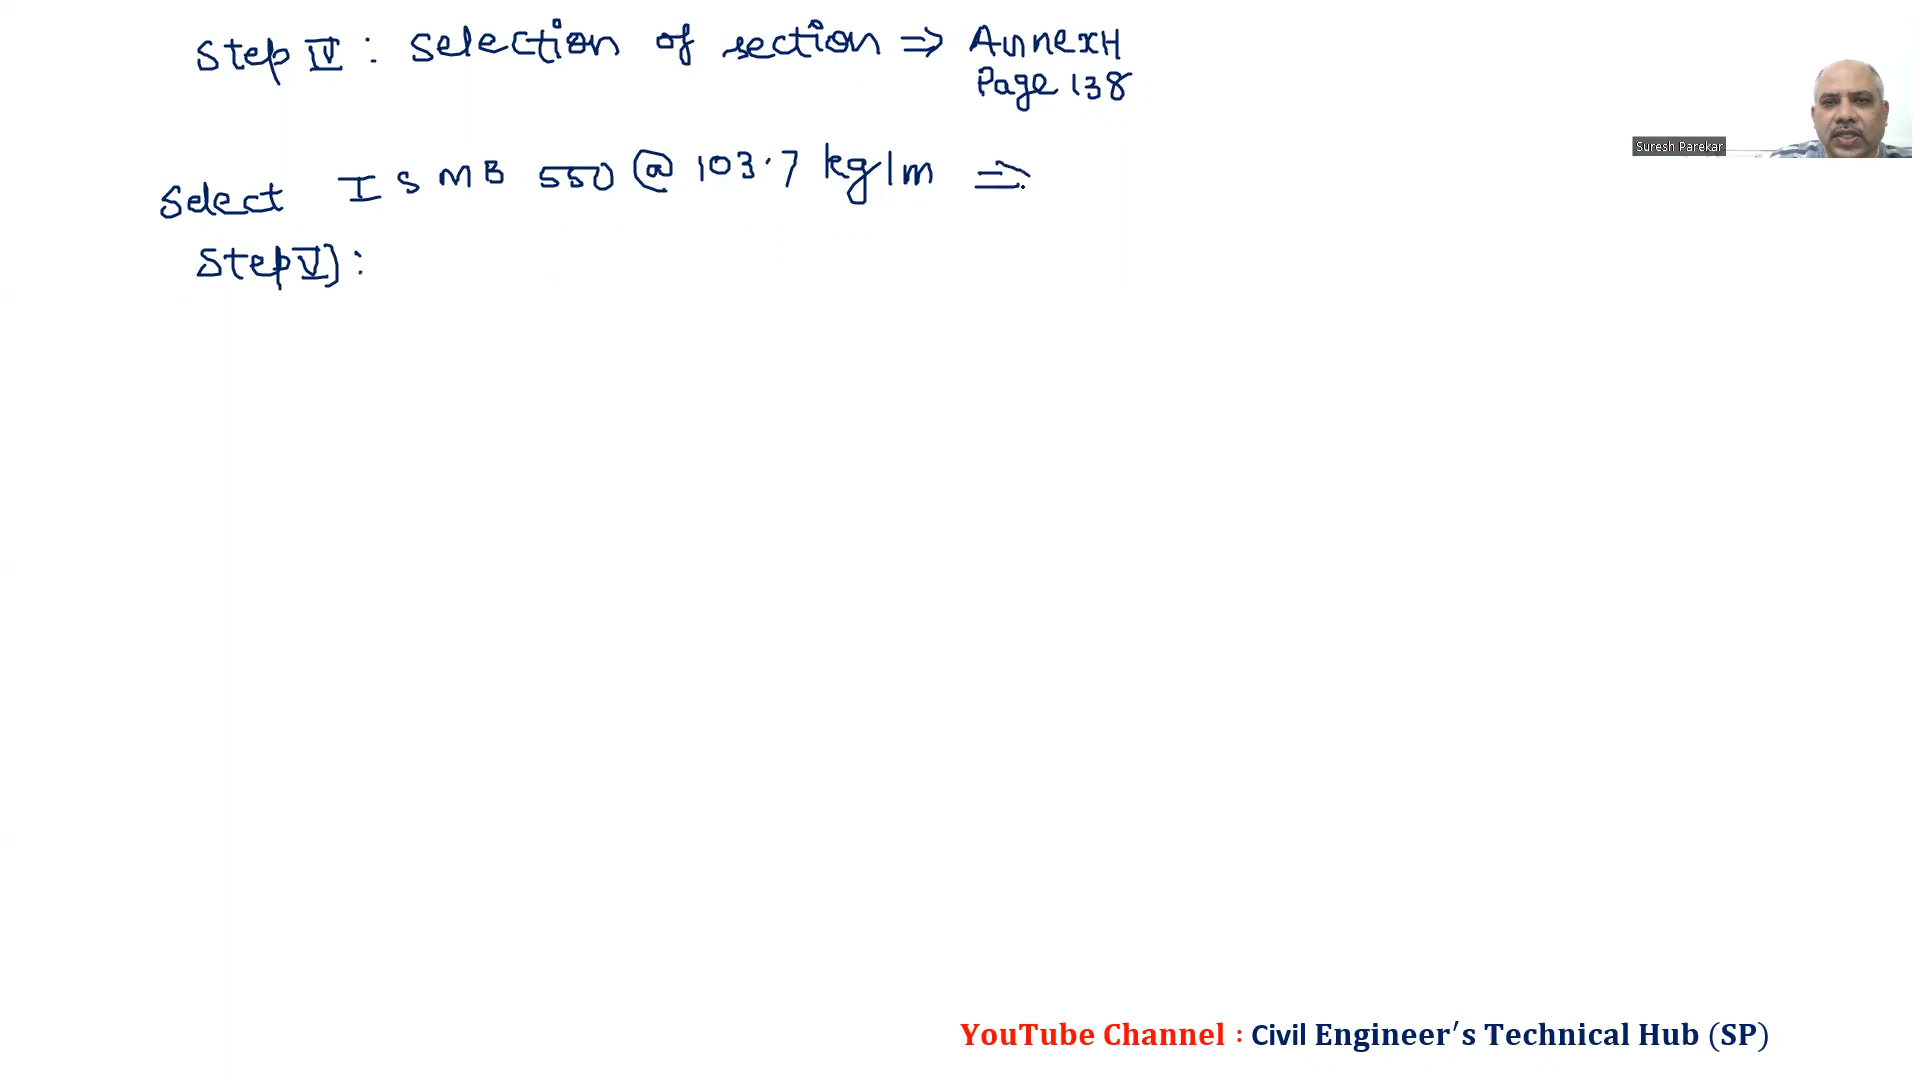 Step IV : Selection of section ⇒ Annex H
Page 138
Suresh Parekar
Select ISMB 550 @ 103.7 kg/m ⇒
Step V) :
YouTube Channel : Civil Engineer's Technical Hub (SP)